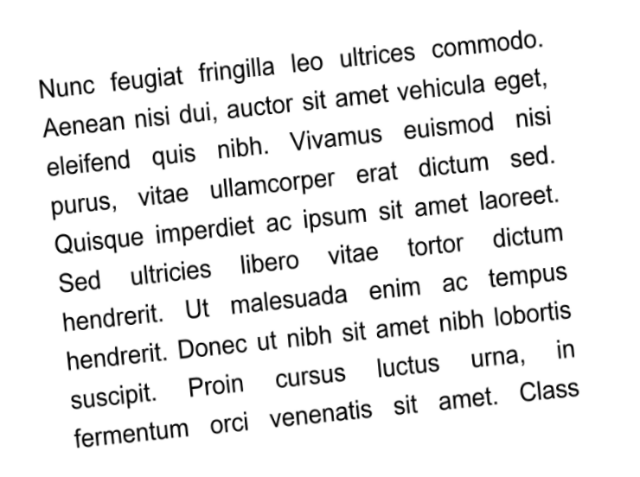 Nunc feugiat fringilla leo ultrices commodo.
Aenean nisi dui, auctor sit amet vehicula eget,
eleifend quis nibh. Vivamus euismod nisi
purus, vitae ullamcorper erat dictum sed.
Quisque imperdiet ac ipsum sit amet laoreet.
Sed ultricies libero vitae tortor dictum
hendrerit. Ut malesuada enim ac tempus
hendrerit. Donec ut nibh sit amet nibh lobortis
suscipit. Proin cursus luctus urna, in
fermentum orci venenatis sit amet. Class